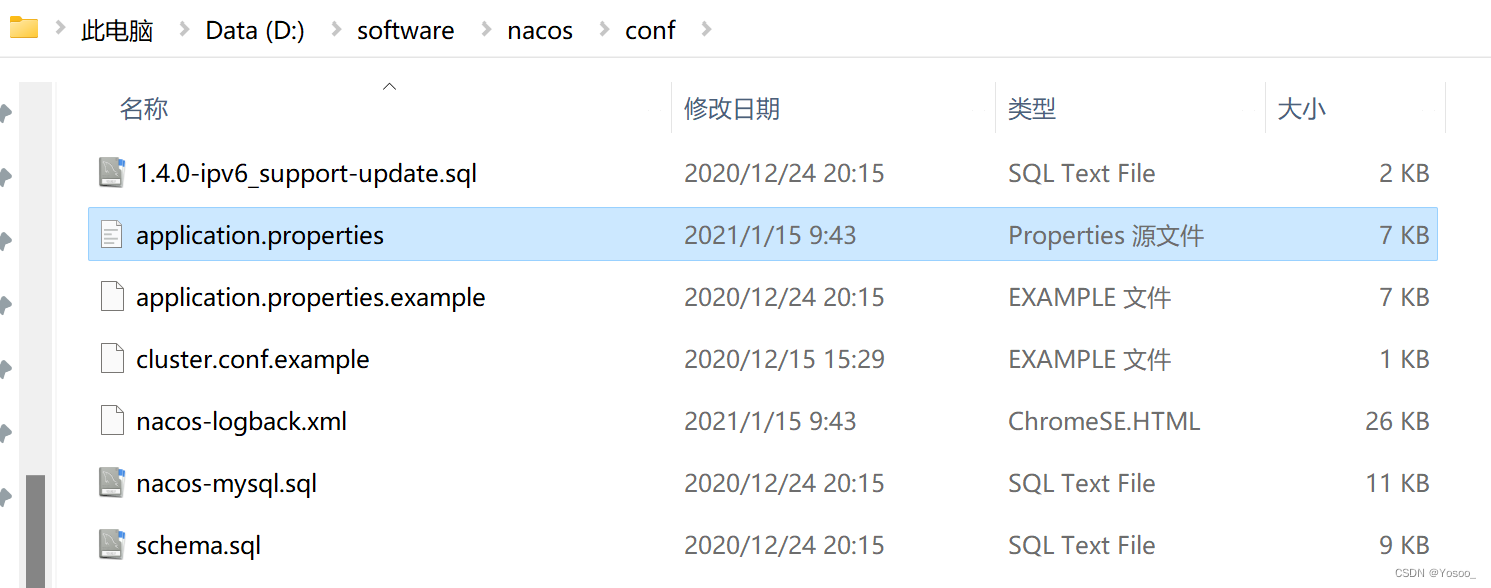 此电脑 Data (D:) software nacos conf
名称 修改日期 类型 大小
1.4.0-ipv6_support-update.sql 2020/12/24 20:15 SQL Text File 2 KB
application.properties 2021/1/15 9:43 Properties 源文件 7 KB
application.properties.example 2020/12/24 20:15 EXAMPLE 文件 7 KB
cluster.conf.example 2020/12/15 15:29 EXAMPLE 文件 1 KB
nacos-logback.xml 2021/1/15 9:43 ChromeSE.HTML 26 KB
nacos-mysql.sql 2020/12/24 20:15 SQL Text File 11 KB
schema.sql 2020/12/24 20:15 SQL Text File 9 KB
CSDN @Yosoo_